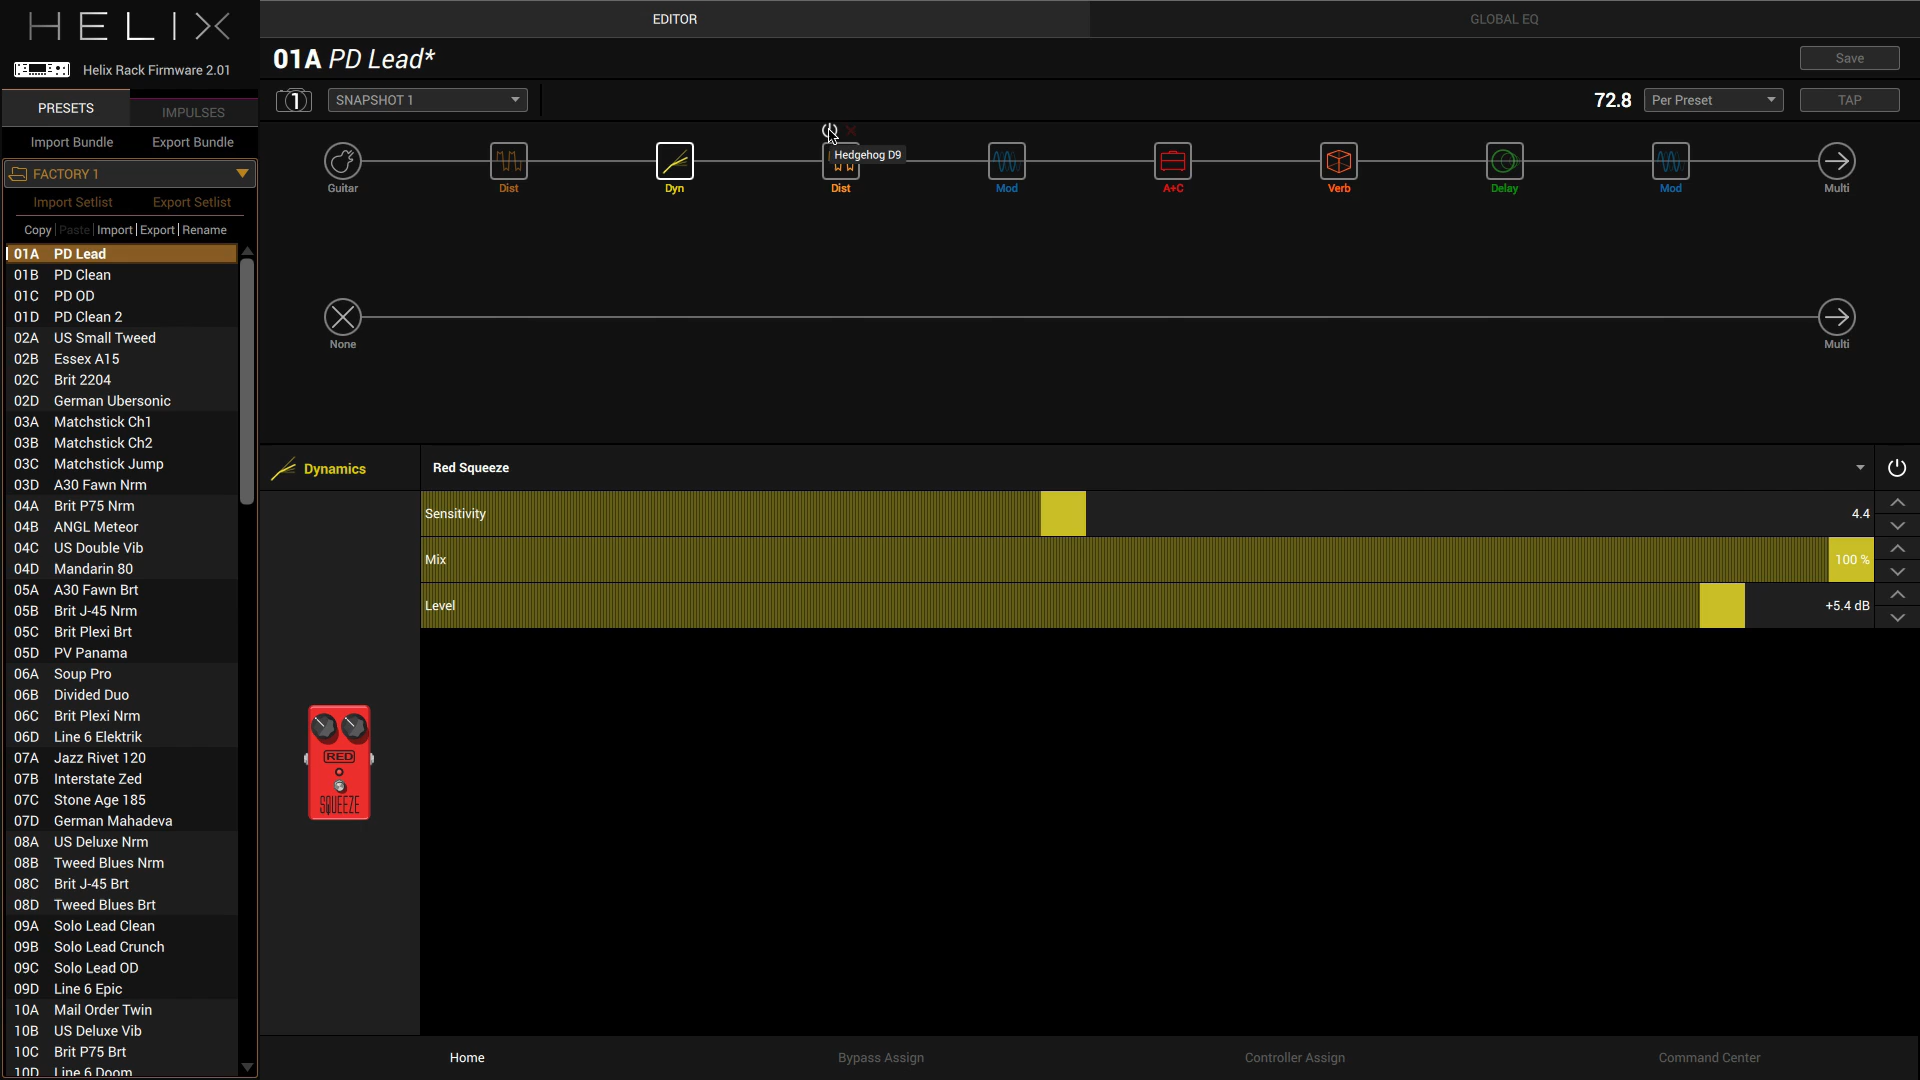 HELIX
Helix Rack Firmware 2.01
PRESETS
IMPULSES
Import Bundle
Export Bundle
FACTORY 1
Import Setlist
Export Setlist
Copy Paste Import Export Rename
01A PD Lead
01B PD Clean
01C PD OD
01D PD Clean 2
02A US Small Tweed
02B Essex A15
02C Brit 2204
02D German Ubersonic
03A Matchstick Ch1
03B Matchstick Ch2
03C Matchstick Jump
03D A30 Fawn Nrm
04A Brit P75 Nrm
04B ANGL Meteor
04C US Double Vib
04D Mandarin 80
05A A30 Fawn Brt
05B Brit J-45 Nrm
05C Brit Plexi Brt
05D PV Panama
06A Soup Pro
06B Divided Duo
06C Brit Plexi Nrm
06D Line 6 Elektrik
07A Jazz Rivet 120
07B Interstate Zed
07C Stone Age 185
07D German Mahadeva
08A US Deluxe Nrm
08B Tweed Blues Nrm
08C Brit J-45 Brt
08D Tweed Blues Brt
09A Solo Lead Clean
09B Solo Lead Crunch
09C Solo Lead OD
09D Line 6 Epic
10A Mail Order Twin
10B US Deluxe Vib
10C Brit P75 Brt
10D Line 6 Doom
EDITOR
GLOBAL EQ
01A PD Lead*
Save
1
SNAPSHOT 1
72.8
Per Preset
TAP
Hedgehog D9
Guitar
Dist
Dyn
Dist
Mod
A+C
Verb
Delay
Mod
Multi
None
Multi
Dynamics
Red Squeeze
Sensitivity 4.4
Mix 100 %
Level +5.4 dB
RED
SQUEEZE
Home
Bypass Assign
Controller Assign
Command Center